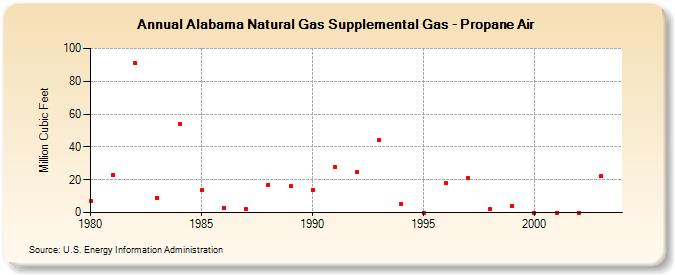 Annual Alabama Natural Gas Supplemental Gas - Propane Air
Million Cubic Feet
100
80
60
40
20
0
1980 1985 1990 1995 2000
Source: U.S. Energy Information Administration